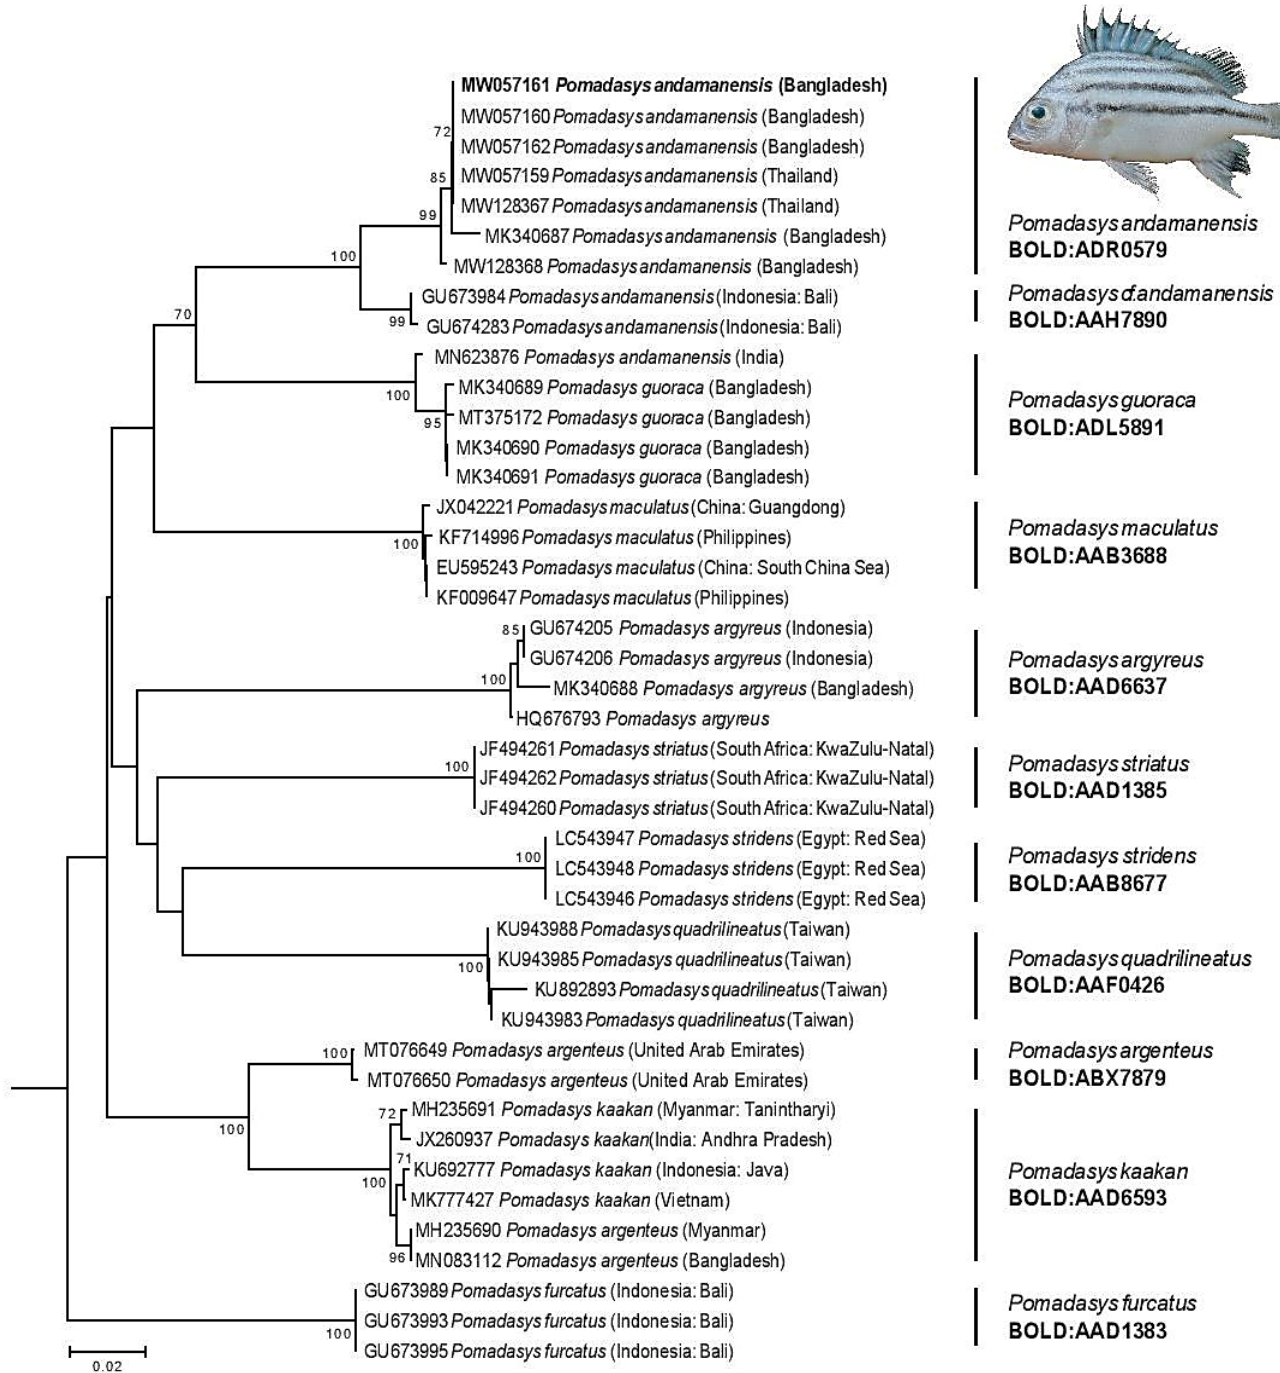 MW057161 Pomadasys andamanensis (Bangladesh)
MW057160 Pomadasys andamanensis (Bangladesh)
72
MW057162 Pomadasys andamanensis (Bangladesh)
85
MW057159 Pomadasys andamanensis (Thailand)
MW128367 Pomadasys andamanensis (Thailand)
99
MK340687 Pomadasys andamanensis (Bangladesh)
100
MW128368 Pomadasys andamanensis (Bangladesh)
Pomadasys andamanensis
BOLD:ADR0579
GU673984 Pomadasys andamanensis (Indonesia: Bali)
99
GU674283 Pomadasys andamanensis (Indonesia: Bali)
Pomadasys cf. andamanensis
BOLD:AAH7890
70
MN623876 Pomadasys andamanensis (India)
100
MK340689 Pomadasys guoraca (Bangladesh)
MT375172 Pomadasys guoraca (Bangladesh)
95
MK340690 Pomadasys guoraca (Bangladesh)
MK340691 Pomadasys guoraca (Bangladesh)
Pomadasys guoraca
BOLD:ADL5891
JX042221 Pomadasys maculatus (China: Guangdong)
KF714996 Pomadasys maculatus (Philippines)
100
EU595243 Pomadasys maculatus (China: South China Sea)
KF009647 Pomadasys maculatus (Philippines)
Pomadasys maculatus
BOLD:AAB3688
85
GU674205 Pomadasys argyreus (Indonesia)
GU674206 Pomadasys argyreus (Indonesia)
100
MK340688 Pomadasys argyreus (Bangladesh)
HQ676793 Pomadasys argyreus
Pomadasys argyreus
BOLD:AAD6637
JF494261 Pomadasys striatus (South Africa: KwaZulu-Natal)
100
JF494262 Pomadasys striatus (South Africa: KwaZulu-Natal)
JF494260 Pomadasys striatus (South Africa: KwaZulu-Natal)
Pomadasys striatus
BOLD:AAD1385
LC543947 Pomadasys stridens (Egypt: Red Sea)
100
LC543948 Pomadasys stridens (Egypt: Red Sea)
LC543946 Pomadasys stridens (Egypt: Red Sea)
Pomadasys stridens
BOLD:AAB8677
KU943988 Pomadasys quadrilineatus (Taiwan)
KU943985 Pomadasys quadrilineatus (Taiwan)
100
KU892893 Pomadasys quadrilineatus (Taiwan)
KU943983 Pomadasys quadrilineatus (Taiwan)
Pomadasys quadrilineatus
BOLD:AAF0426
100
MT076649 Pomadasys argenteus (United Arab Emirates)
MT076650 Pomadasys argenteus (United Arab Emirates)
Pomadasys argenteus
BOLD:ABX7879
100
72
MH235691 Pomadasys kaakan (Myanmar: Tanintharyi)
JX260937 Pomadasys kaakan (India: Andhra Pradesh)
71
KU692777 Pomadasys kaakan (Indonesia: Java)
100
MK777427 Pomadasys kaakan (Vietnam)
MH235690 Pomadasys argenteus (Myanmar)
96
MN083112 Pomadasys argenteus (Bangladesh)
Pomadasys kaakan
BOLD:AAD6593
GU673989 Pomadasys furcatus (Indonesia: Bali)
GU673993 Pomadasys furcatus (Indonesia: Bali)
100
GU673995 Pomadasys furcatus (Indonesia: Bali)
Pomadasys furcatus
BOLD:AAD1383
0.02